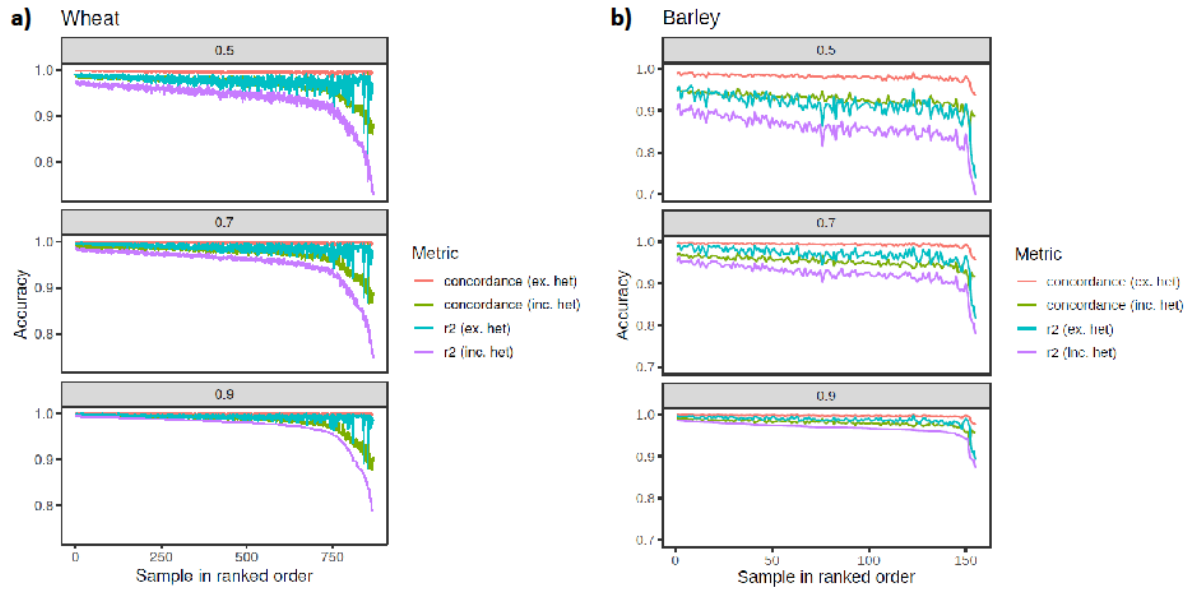 a) Wheat
0.5
1.0
0.9
0.8
0.7
1.0
0.9
0.8
0.9
1.0
0.9
0.8
0 250 500 750
Sample in ranked order
Accuracy
Metric
concordance (ex. het)
concordance (inc. het)
r2 (ex. het)
r2 (inc. het)
b) Barley
0.5
1.0
0.9
0.8
0.7
0.7
1.0
0.9
0.8
0.7
0.9
1.0
0.9
0.8
0.7
0 50 100 150
Sample in ranked order
Accuracy
Metric
concordance (ex. het)
concordance (inc. het)
r2 (ex. het)
r2 (inc. het)